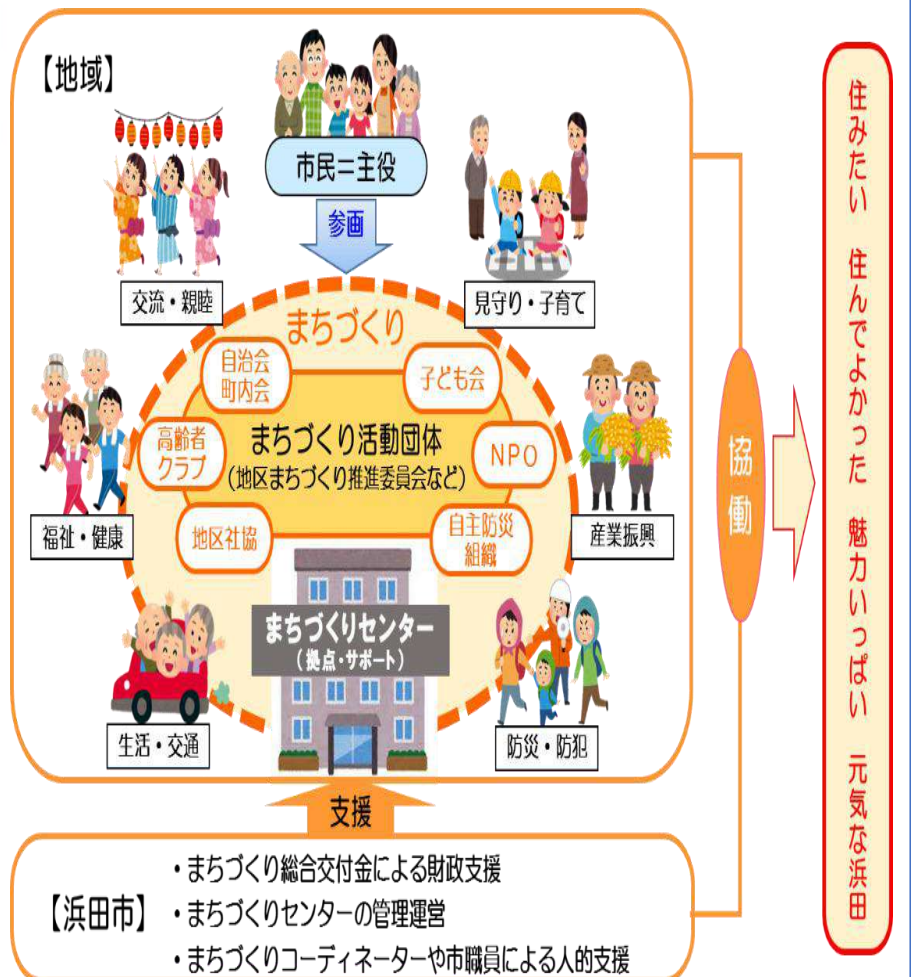 【地域】
市民＝主役
参画
交流・親睦
見守り・子育て
まちづくり
自治会
町内会
子ども会
高齢者
クラブ
まちづくり活動団体
(地区まちづくり推進委員会など)
NPO
地区社協
自主防災
組織
福祉・健康
産業振興
まちづくりセンター
(拠点・サポート)
生活・交通
防災・防犯
支援
【浜田市】
・まちづくり総合交付金による財政支援
・まちづくりセンターの管理運営
・まちづくりコーディネーターや市職員による人的支援
協働
住みたい　住んでよかった　魅力いっぱい　元気な浜田